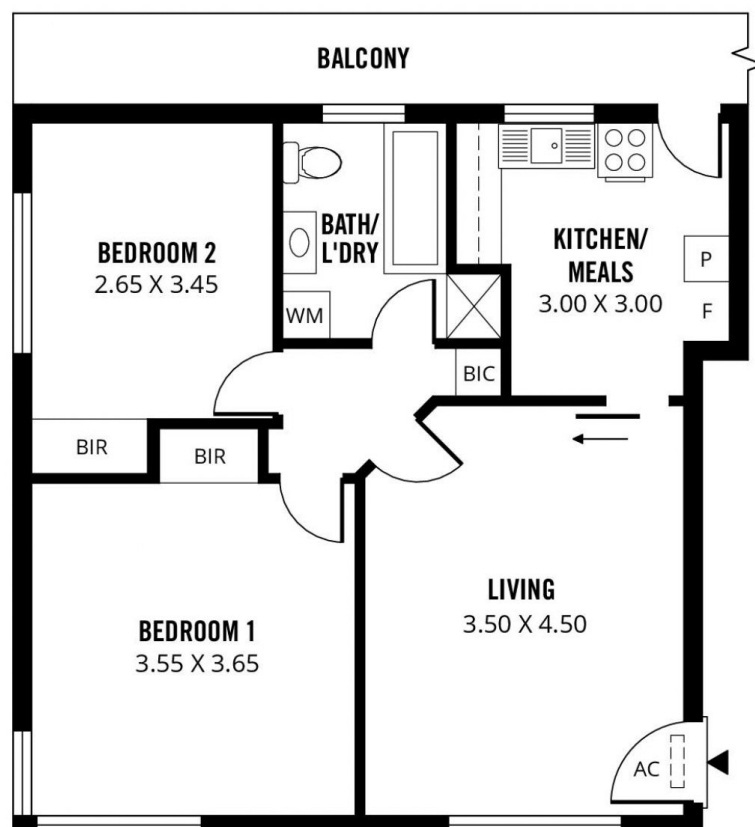 BALCONY
BEDROOM 2
2.65 X 3.45
BATH/
L'DRY
WM
KITCHEN/
MEALS
3.00 X 3.00
P
F
BIC
BIR
BIR
BEDROOM 1
3.55 X 3.65
LIVING
3.50 X 4.50
AC